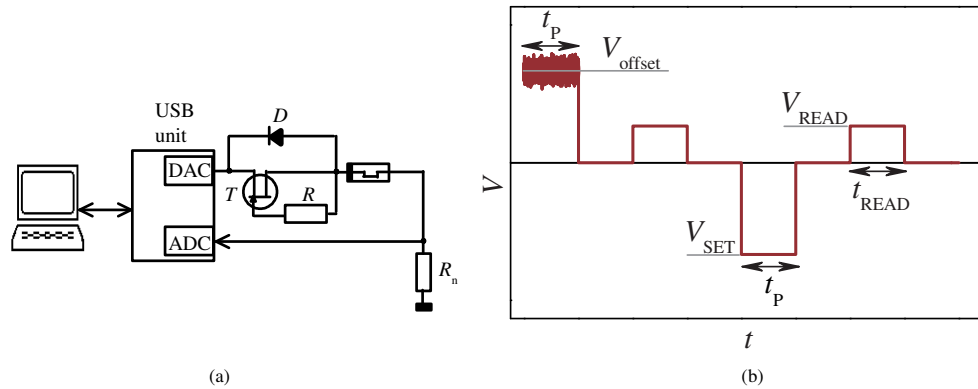 USB
unit
DAC
ADC
D
T
R
Rn
(a)
tP
Voffset
VREAD
tREAD
VSET
tP
V
t
(b)